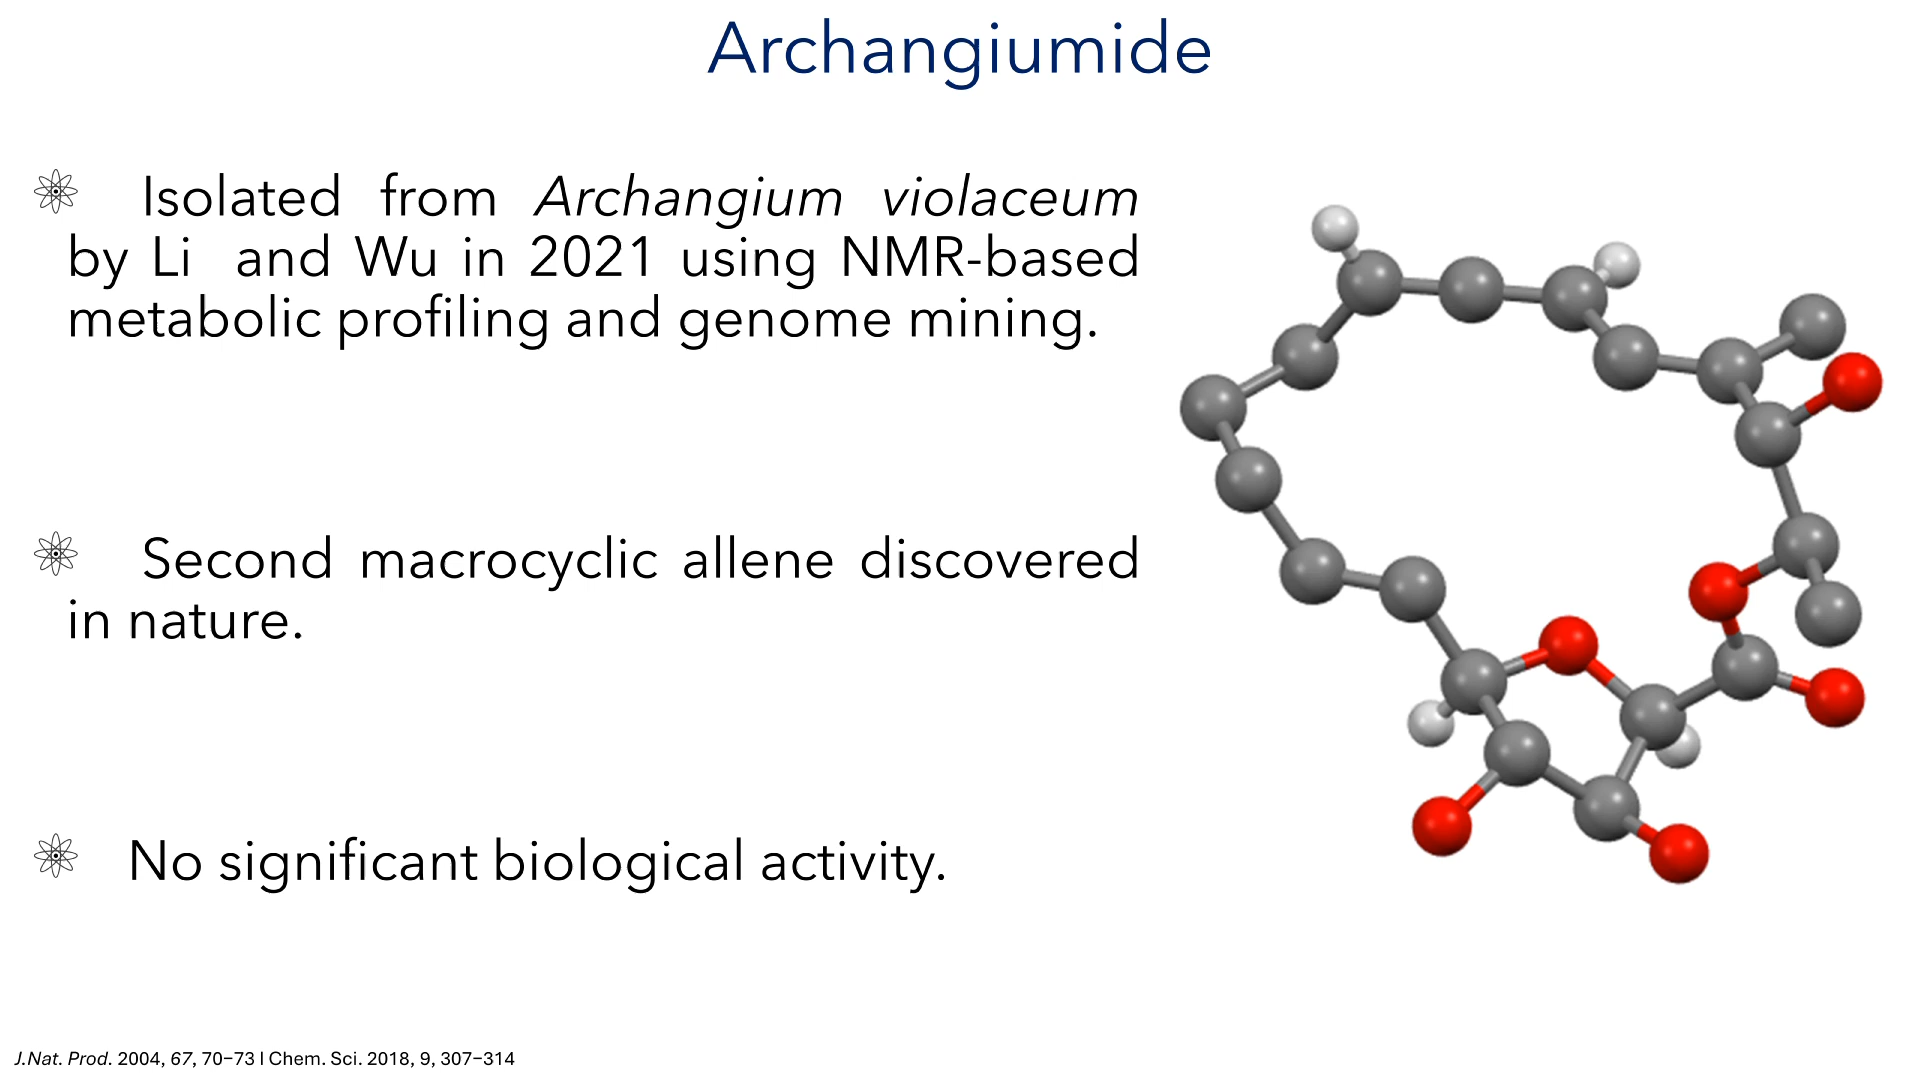 Archangiumide
Isolated from Archangium violaceum
by Li and Wu in 2021 using NMR-based
metabolic profiling and genome mining.
Second macrocyclic allene discovered
in nature.
No significant biological activity.
J.Nat. Prod. 2004, 67, 70−73 I Chem. Sci. 2018, 9, 307−314